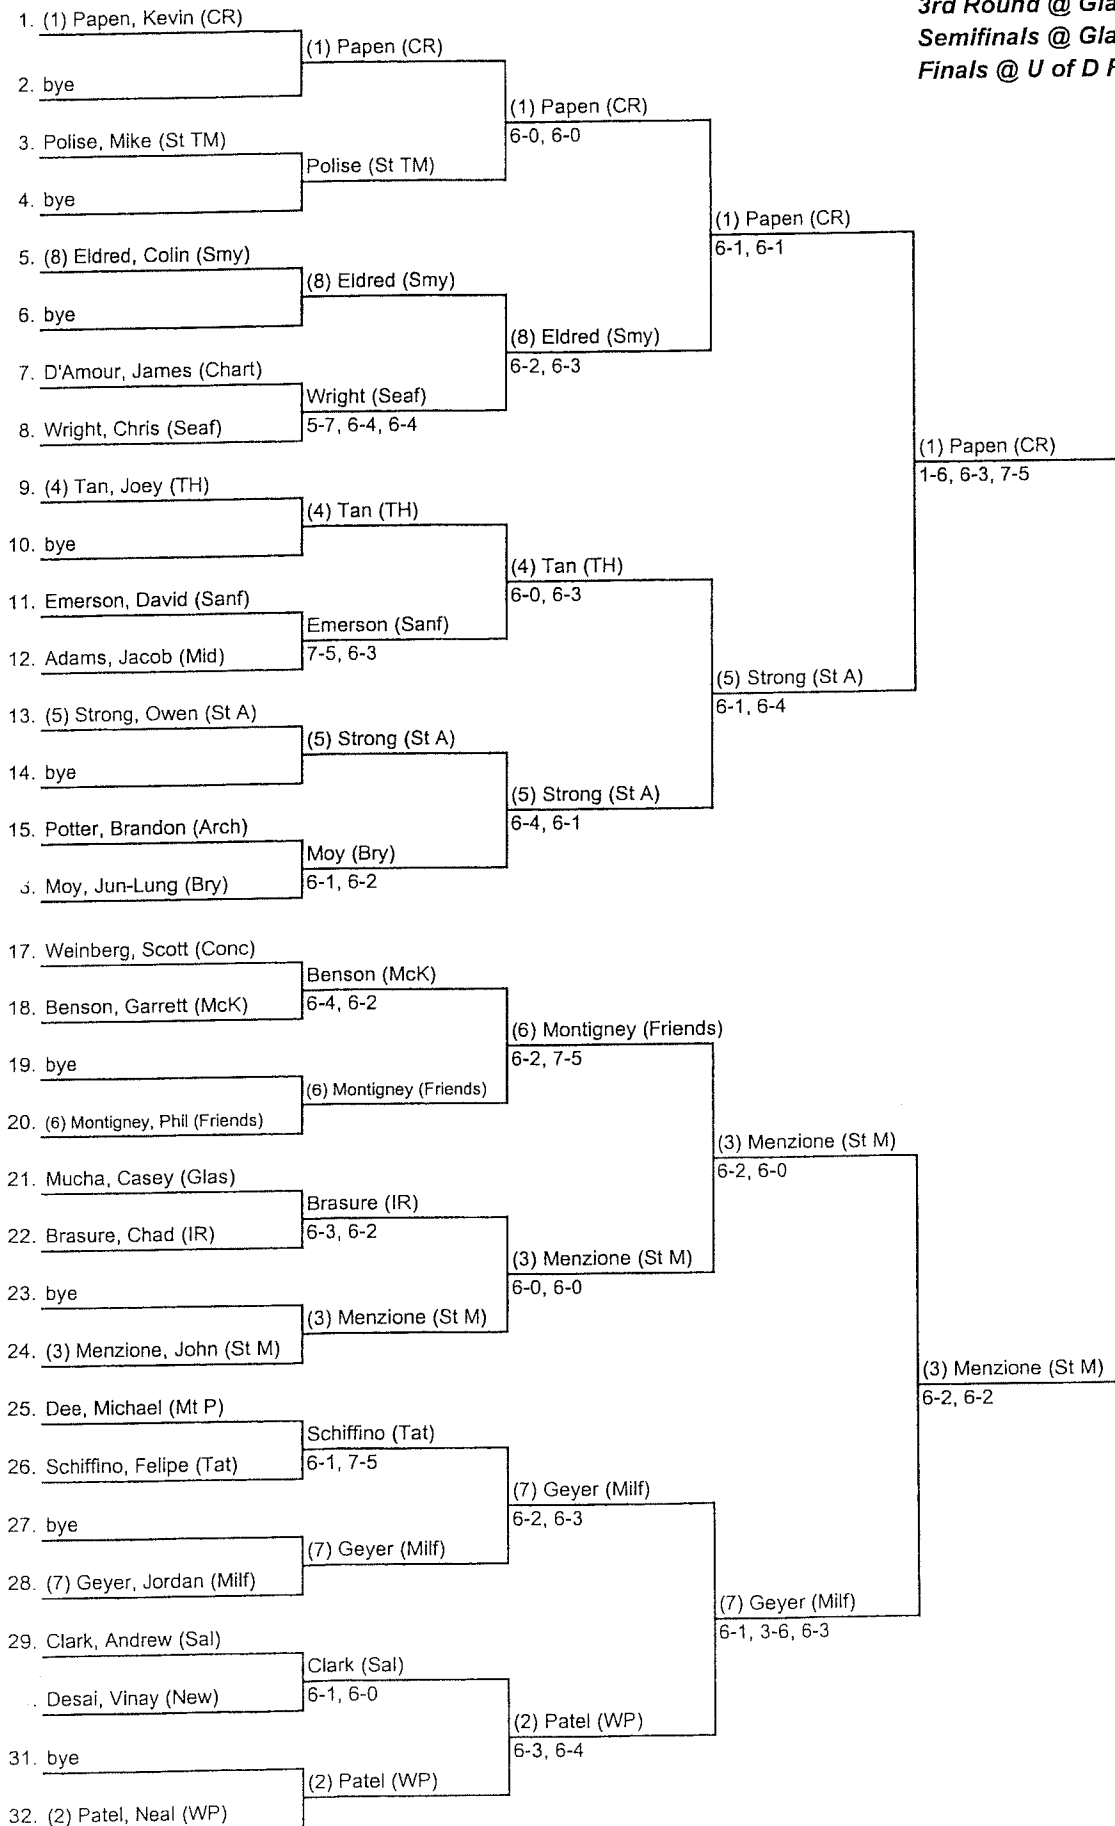 3rd Round @ Gla
Semifinals @ Gla
Finals @ U of D F
1. (1) Papen, Kevin (CR)
2. bye
3. Polise, Mike (St TM)
4. bye
5. (8) Eldred, Colin (Smy)
6. bye
7. D'Amour, James (Chart)
8. Wright, Chris (Seaf)
9. (4) Tan, Joey (TH)
10. bye
11. Emerson, David (Sanf)
12. Adams, Jacob (Mid)
13. (5) Strong, Owen (St A)
14. bye
15. Potter, Brandon (Arch)
Moy, Jun-Lung (Bry)
17. Weinberg, Scott (Conc)
18. Benson, Garrett (McK)
19. bye
20. (6) Montigney, Phil (Friends)
21. Mucha, Casey (Glas)
22. Brasure, Chad (IR)
23. bye
24. (3) Menzione, John (St M)
25. Dee, Michael (Mt P)
26. Schiffino, Felipe (Tat)
27. bye
28. (7) Geyer, Jordan (Milf)
29. Clark, Andrew (Sal)
. Desai, Vinay (New)
31. bye
32. (2) Patel, Neal (WP)
(1) Papen (CR)
Polise (St TM)
(8) Eldred (Smy)
Wright (Seaf)
5-7, 6-4, 6-4
(4) Tan (TH)
Emerson (Sanf)
7-5, 6-3
(5) Strong (St A)
Moy (Bry)
6-1, 6-2
Benson (McK)
6-4, 6-2
(6) Montigney (Friends)
Brasure (IR)
6-3, 6-2
(3) Menzione (St M)
Schiffino (Tat)
6-1, 7-5
(7) Geyer (Milf)
Clark (Sal)
6-1, 6-0
(2) Patel (WP)
(1) Papen (CR)
6-0, 6-0
(8) Eldred (Smy)
6-2, 6-3
(4) Tan (TH)
6-0, 6-3
(5) Strong (St A)
6-4, 6-1
(6) Montigney (Friends)
6-2, 7-5
(3) Menzione (St M)
6-0, 6-0
(7) Geyer (Milf)
6-2, 6-3
(2) Patel (WP)
6-3, 6-4
(1) Papen (CR)
6-1, 6-1
(5) Strong (St A)
6-1, 6-4
(3) Menzione (St M)
6-2, 6-0
(7) Geyer (Milf)
6-1, 3-6, 6-3
(1) Papen (CR)
1-6, 6-3, 7-5
(3) Menzione (St M)
6-2, 6-2